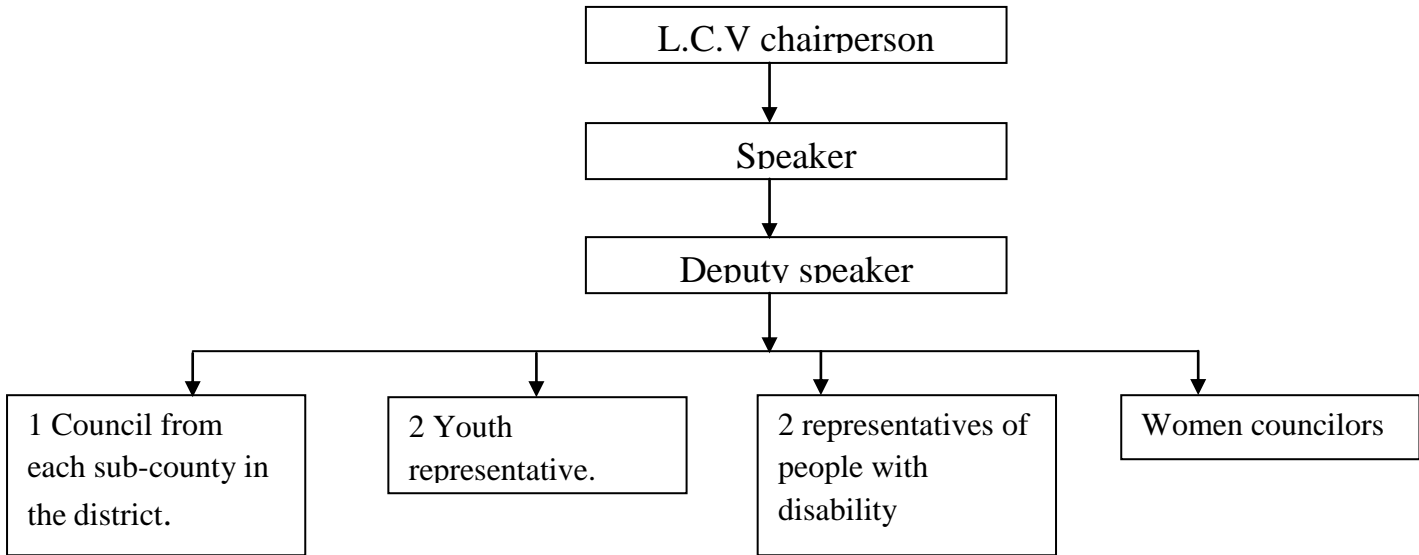 L.C.V chairperson
Speaker
Deputy speaker
1 Council from
each sub-county in
the district.
2 Youth
representative.
2 representatives of
people with
disability
Women councilors